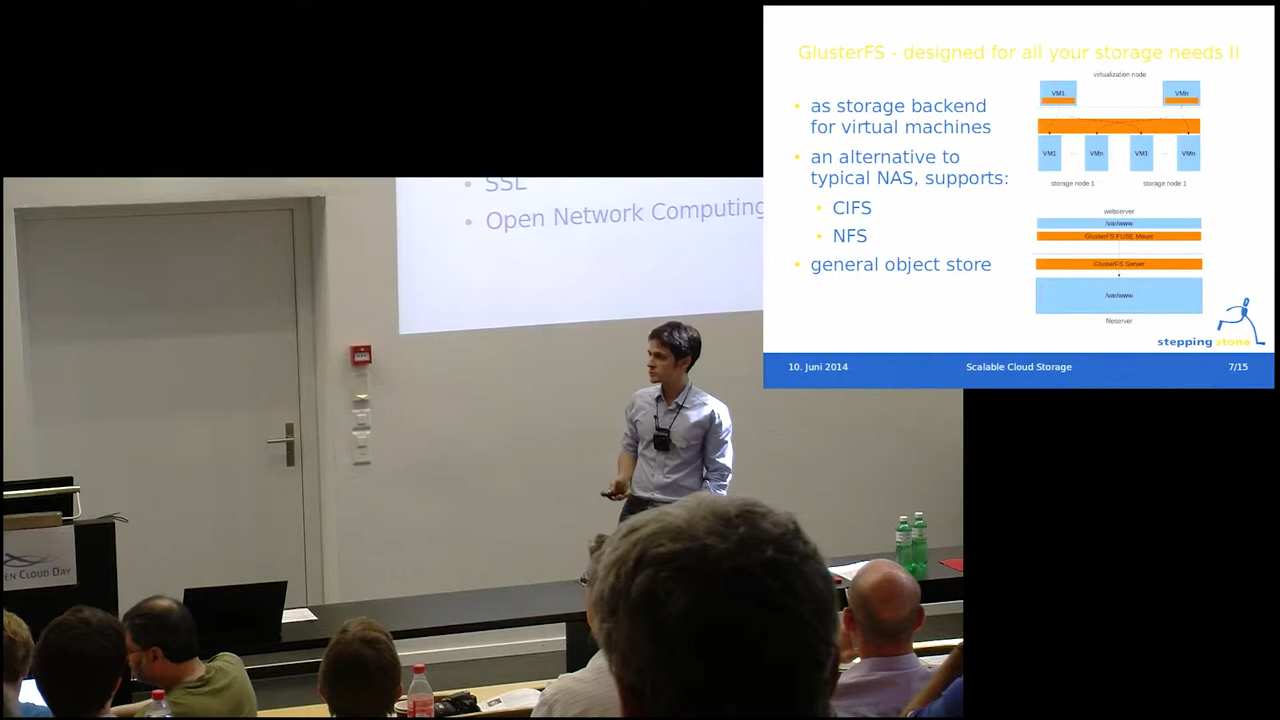 GlusterFS - designed for all your storage needs II
• as storage backend
for virtual machines
• an alternative to
typical NAS, supports:
• CIFS
• NFS
• general object store
virtualization node
VM1
VMn
VM1
...
VMn
VM1
...
VMn
storage node 1
storage node 1
webserver
/var/www
GlusterFS FUSE Mount
GlusterFS Server
/var/www
fileserver
stepping stone
10. Juni 2014
Scalable Cloud Storage
7/15
• SSL
• Open Network Computing
EN CLOUD DAY